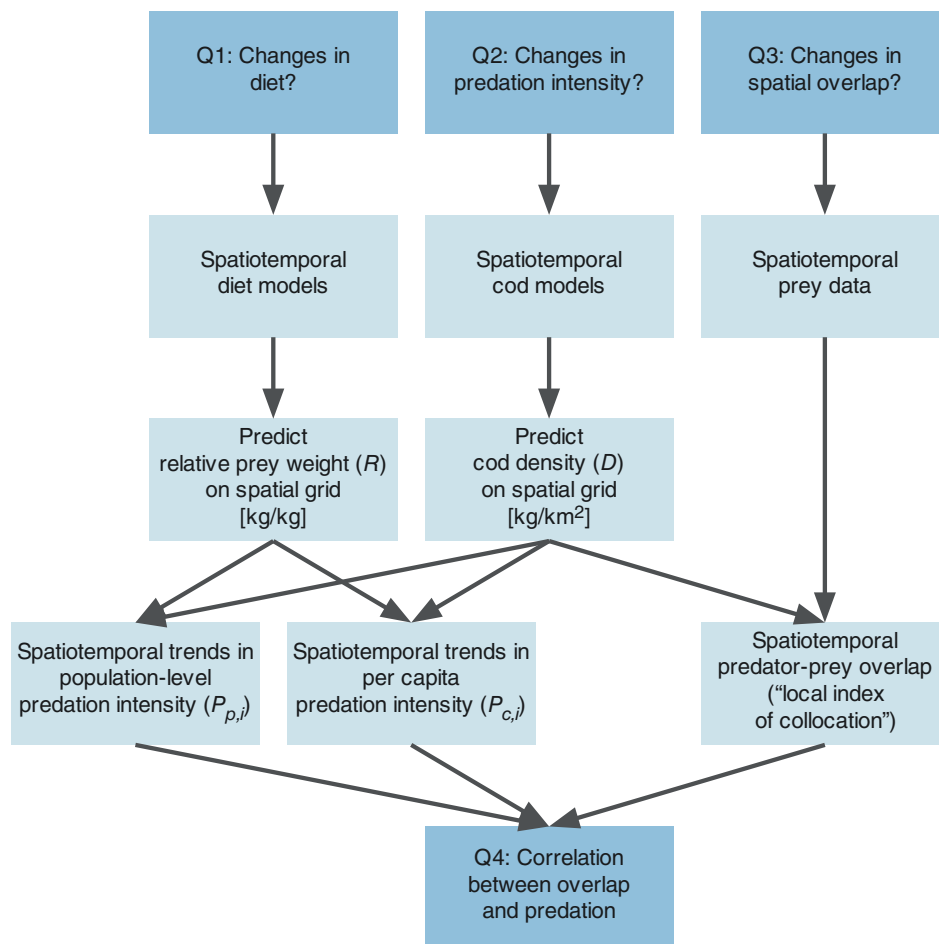 Q1: Changes in
diet?
Q2: Changes in
predation intensity?
Q3: Changes in
spatial overlap?
Spatiotemporal
diet models
Spatiotemporal
cod models
Spatiotemporal
prey data
Predict
relative prey weight (R)
on spatial grid
[kg/kg]
Predict
cod density (D)
on spatial grid
[kg/km²]
Spatiotemporal trends in
population-level
predation intensity (Pp,i)
Spatiotemporal trends in
per capita
predation intensity (Pc,i)
Spatiotemporal
predator-prey overlap
(“local index
of collocation”)
Q4: Correlation
between overlap
and predation